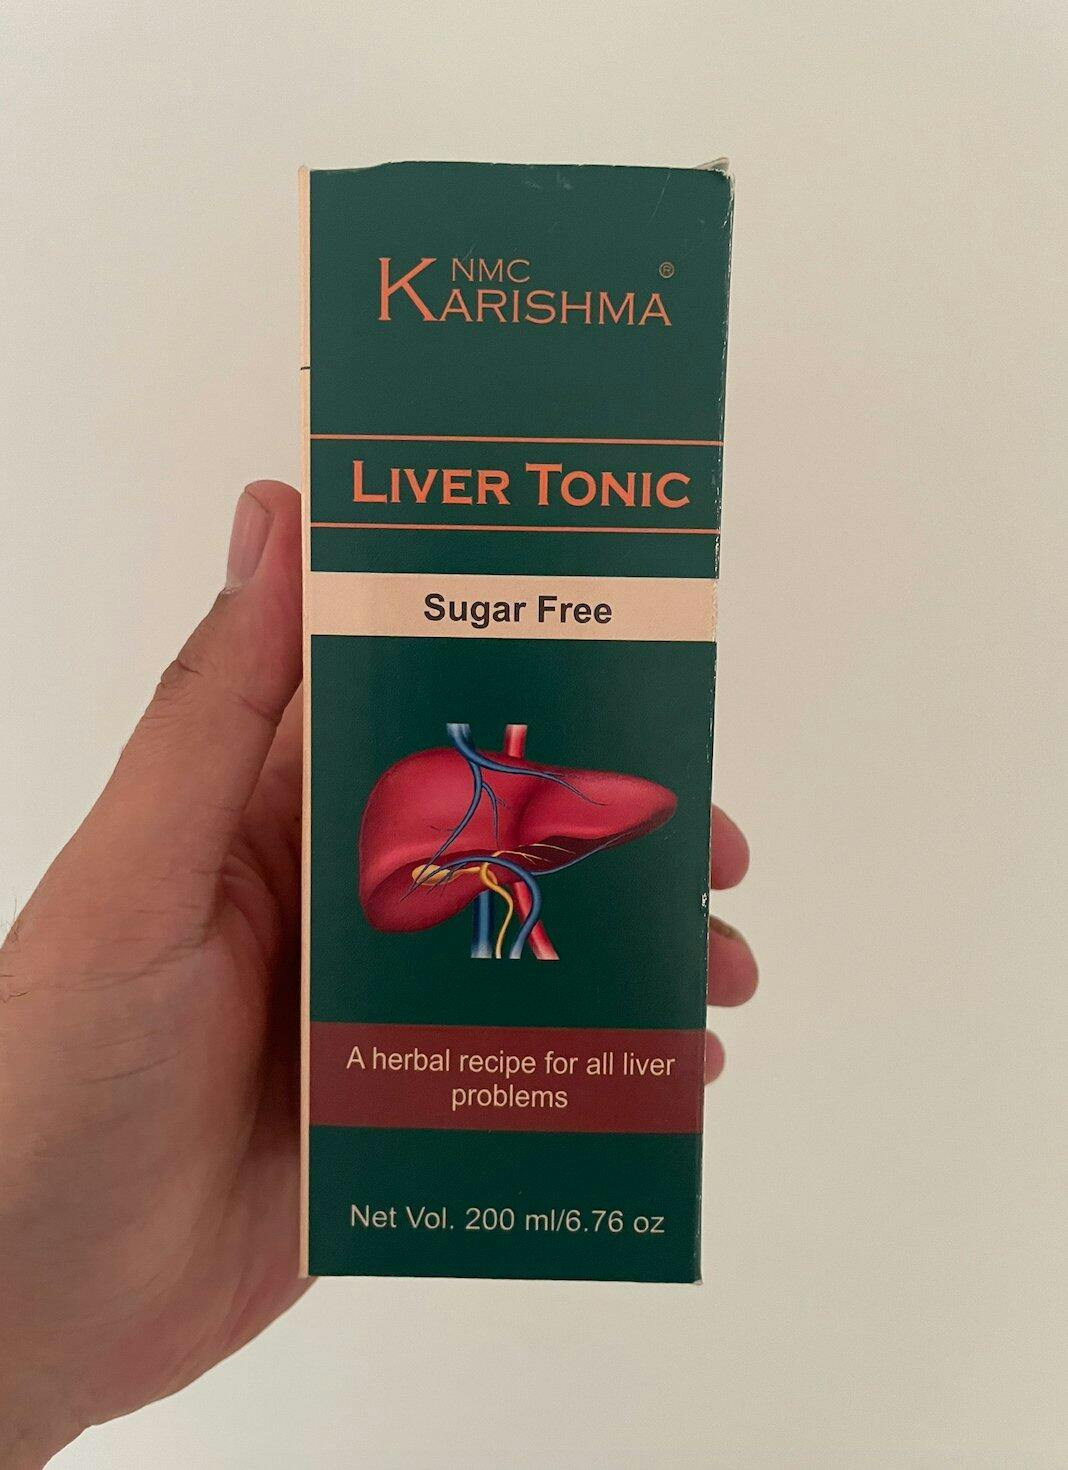 NMC
KARISHMA®
LIVER TONIC
Sugar Free
A herbal recipe for all liver
problems
Net Vol. 200 ml/6.76 oz